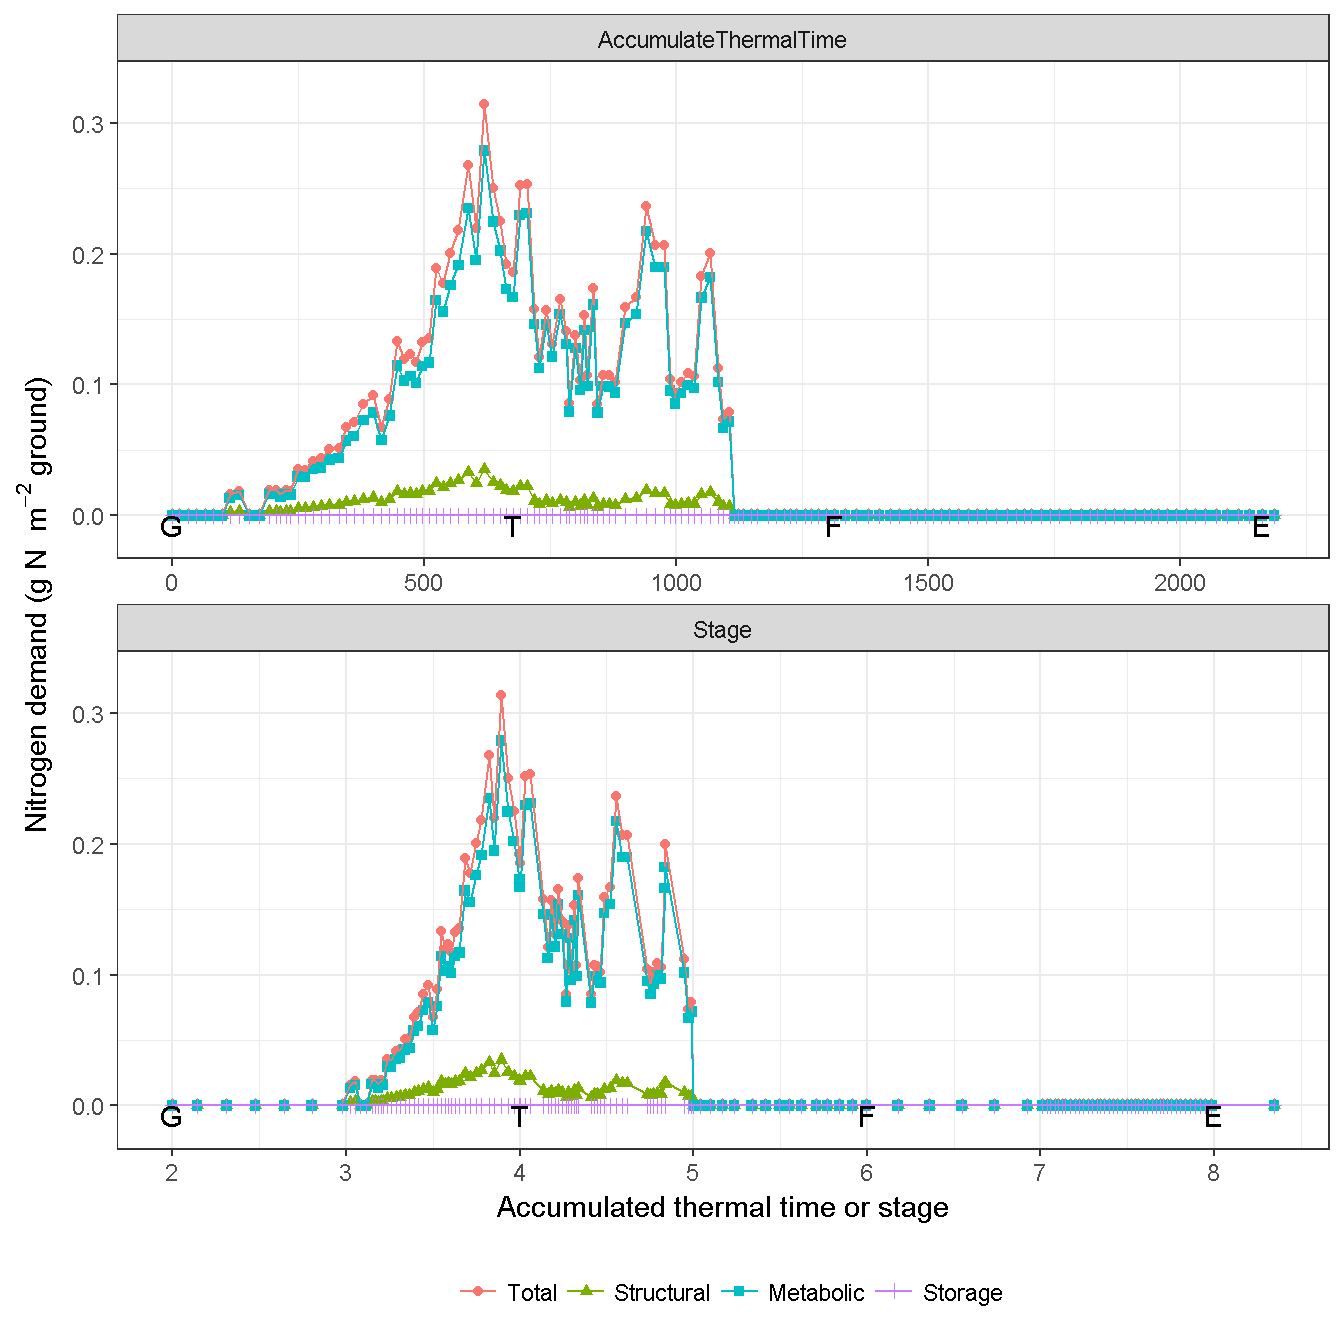 AccumulateThermalTime
0.3
0.2
0.1
0.0
G T F E
0 500 1000 1500 2000
Nitrogen demand (g N m−2 ground)
Stage
0.3
0.2
0.1
0.0
G T F E
2 3 4 5 6 7 8
Accumulated thermal time or stage
Total Structural Metabolic Storage